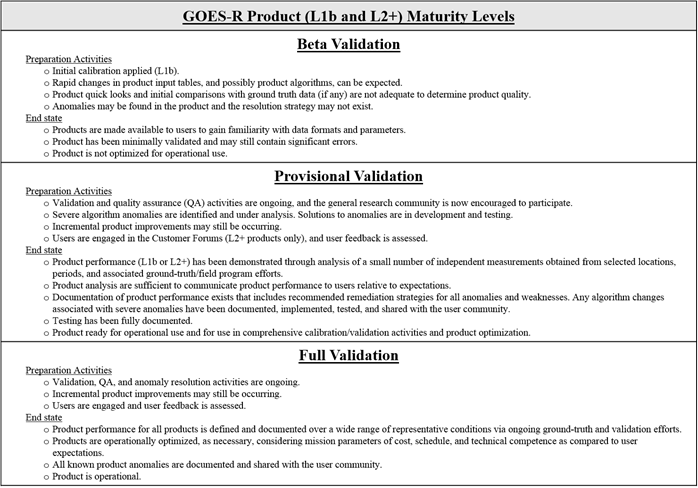 GOES-R Product (L1b and L2+) Maturity Levels
Beta Validation
Preparation Activities
o Initial calibration applied (L1b).
o Rapid changes in product input tables, and possibly product algorithms, can be expected.
o Product quick looks and initial comparisons with ground truth data (if any) are not adequate to determine product quality.
o Anomalies may be found in the product and the resolution strategy may not exist.
End state
o Products are made available to users to gain familiarity with data formats and parameters.
o Product has been minimally validated and may still contain significant errors.
o Product is not optimized for operational use.
Provisional Validation
Preparation Activities
o Validation and quality assurance (QA) activities are ongoing, and the general research community is now encouraged to participate.
o Severe algorithm anomalies are identified and under analysis. Solutions to anomalies are in development and testing.
o Incremental product improvements may still be occurring.
o Users are engaged in the Customer Forums (L2+ products only), and user feedback is assessed.
End state
o Product performance (L1b or L2+) has been demonstrated through analysis of a small number of independent measurements obtained from selected locations,
periods, and associated ground-truth/field program efforts.
o Product analysis are sufficient to communicate product performance to users relative to expectations.
o Documentation of product performance exists that includes recommended remediation strategies for all anomalies and weaknesses. Any algorithm changes
associated with severe anomalies have been documented, implemented, tested, and shared with the user community.
o Testing has been fully documented.
o Product ready for operational use and for use in comprehensive calibration/validation activities and product optimization.
Full Validation
Preparation Activities
o Validation, QA, and anomaly resolution activities are ongoing.
o Incremental product improvements may still be occurring.
o Users are engaged and user feedback is assessed.
End state
o Product performance for all products is defined and documented over a wide range of representative conditions via ongoing ground-truth and validation efforts.
o Products are operationally optimized, as necessary, considering mission parameters of cost, schedule, and technical competence as compared to user
expectations.
o All known product anomalies are documented and shared with the user community.
o Product is operational.